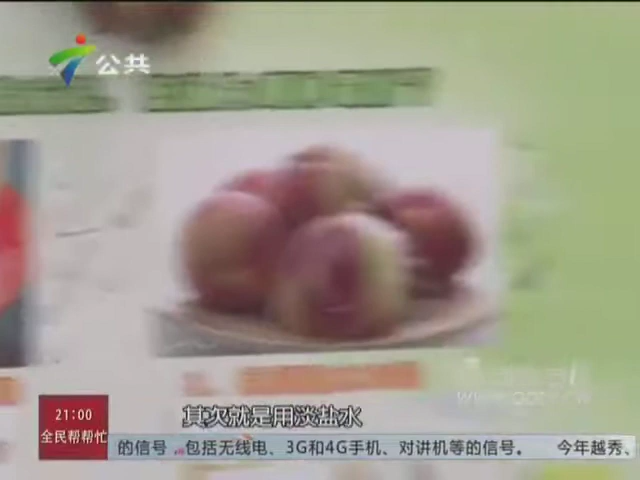 公共
其次就是用淡盐水
21:00
全民帮帮忙
的信号
包括无线电、3G和4G手机、对讲机等的信号。
今年越秀、